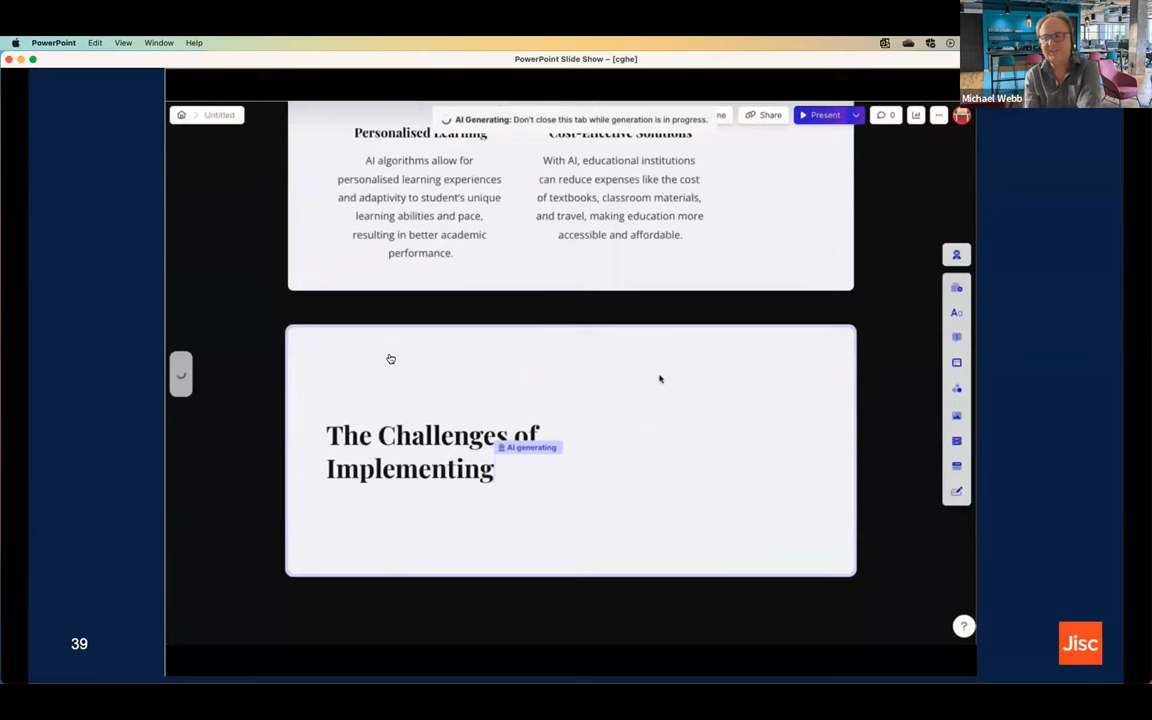 PowerPoint Edit View Window Help
PowerPoint Slide Show – [cghe]
Michael Webb
Untitled
AI Generating: Don't close this tab while generation is in progress.
me
Share
Present
0
Personalised Learning
Cost-Effective Solutions
AI algorithms allow for
personalised learning experiences
and adaptivity to student's unique
learning abilities and pace,
resulting in better academic
performance.
With AI, educational institutions
can reduce expenses like the cost
of textbooks, classroom materials,
and travel, making education more
accessible and affordable.
Aa
The Challenges of
Implementing
AI generating
?
39
Jisc